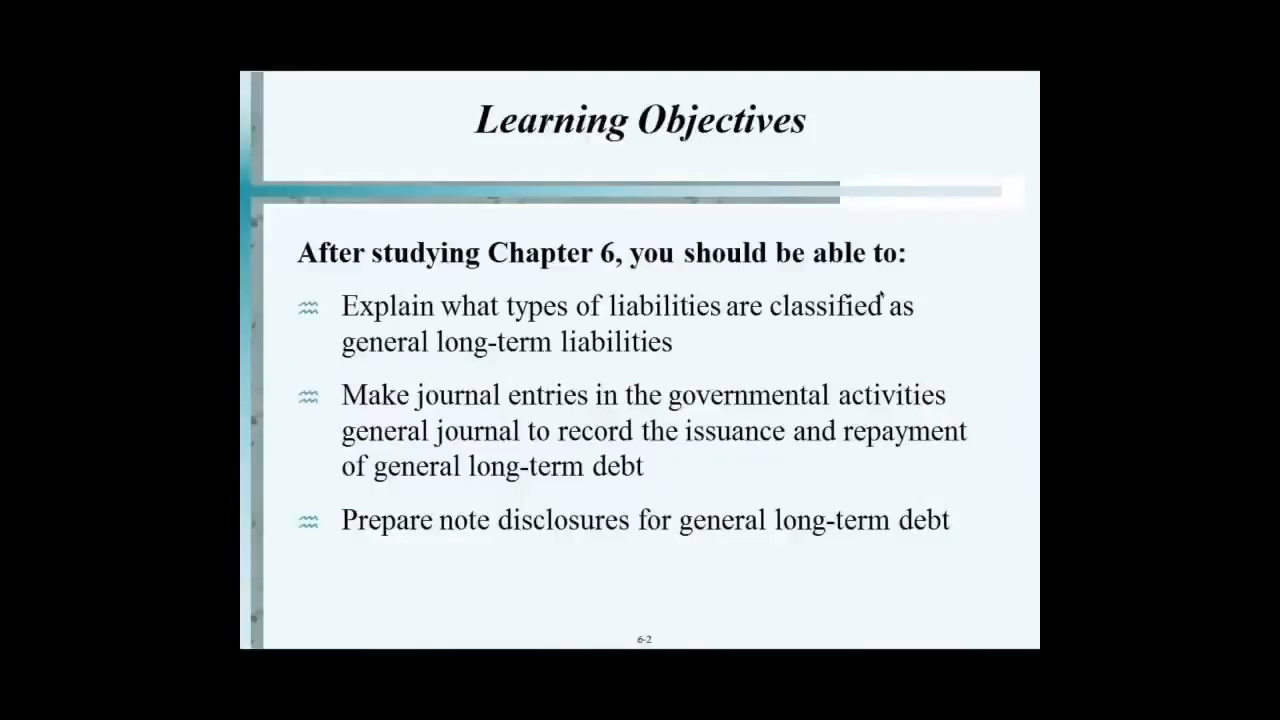 Learning Objectives
After studying Chapter 6, you should be able to:
Explain what types of liabilities are classified as
general long-term liabilities
Make journal entries in the governmental activities
general journal to record the issuance and repayment
of general long-term debt
Prepare note disclosures for general long-term debt
6-2